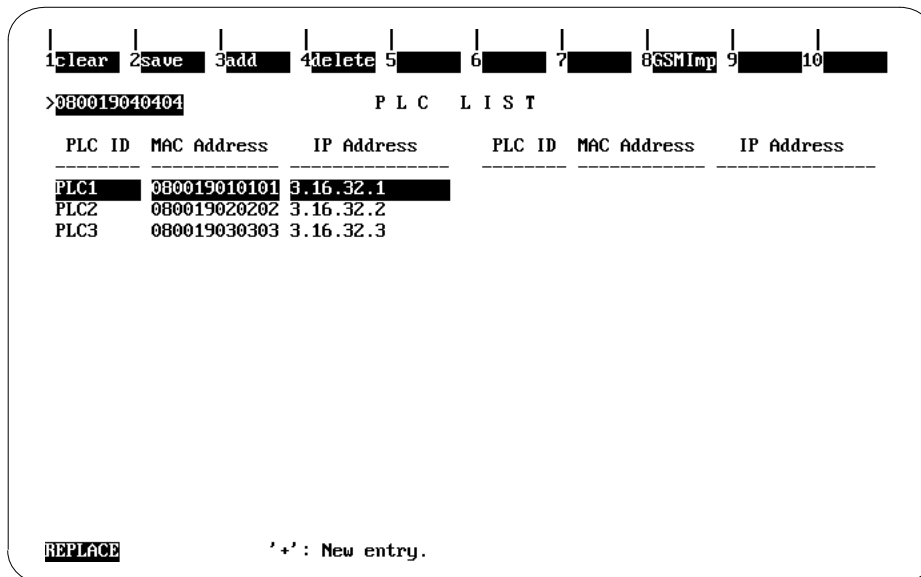 1clear 2save 3add 4delete 5 6 7 8GSMImp 9 10
>080019040404 P L C L I S T
PLC ID MAC Address IP Address PLC ID MAC Address IP Address
PLC1 080019010101 3.16.32.1
PLC2 080019020202 3.16.32.2
PLC3 080019030303 3.16.32.3
REPLACE '+': New entry.